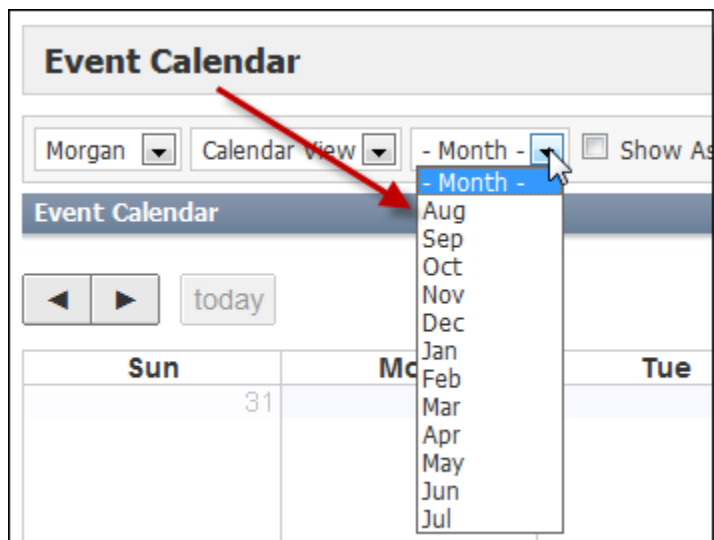 Event Calendar
Morgan Calendar View - Month - Show As
- Month -
Event Calendar
Aug
Sep
Oct
Nov
today
Dec
Jan
Sun Tue
Feb
31
Mar
Apr
May
Jun
Jul